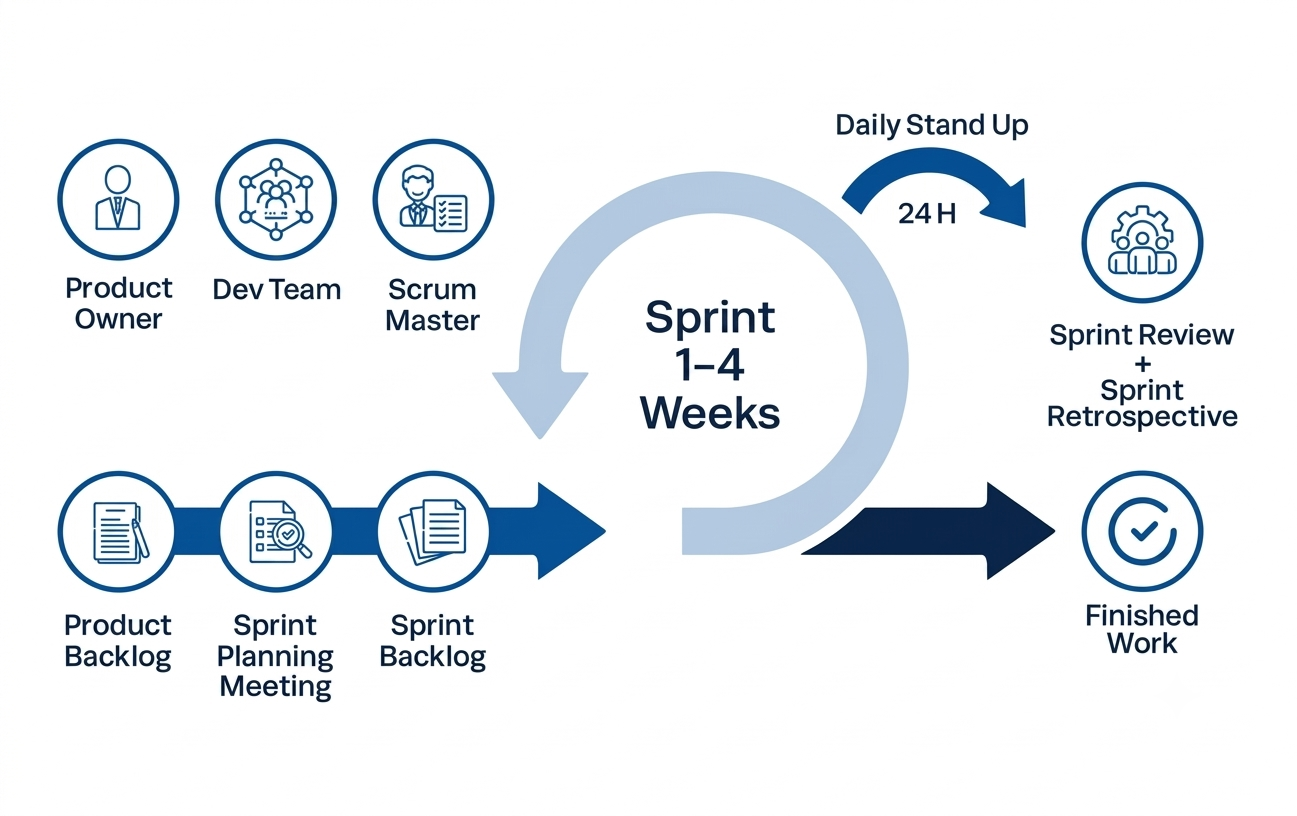 Daily Stand Up
24 H
Product
Owner
Dev Team
Scrum
Master
Sprint
1–4
Weeks
Sprint Review
+
Sprint
Retrospective
Product
Backlog
Sprint
Planning
Meeting
Sprint
Backlog
Finished
Work